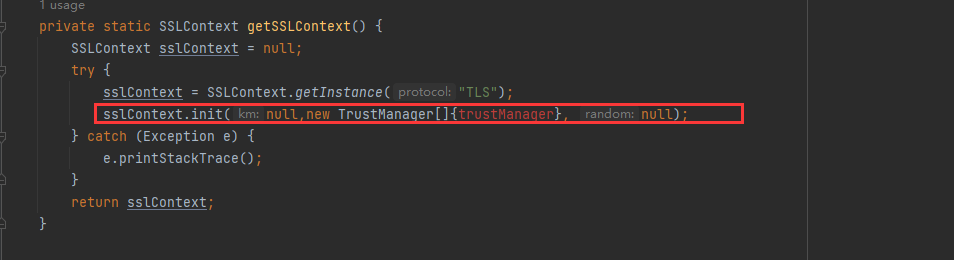 1 usage
private static SSLContext getSSLContext() {
SSLContext sslContext = null;
try {
sslContext = SSLContext.getInstance( protocol: "TLS");
sslContext.init( km: null,new TrustManager[]{trustManager}, random: null);
} catch (Exception e) {
e.printStackTrace();
}
return sslContext;
}